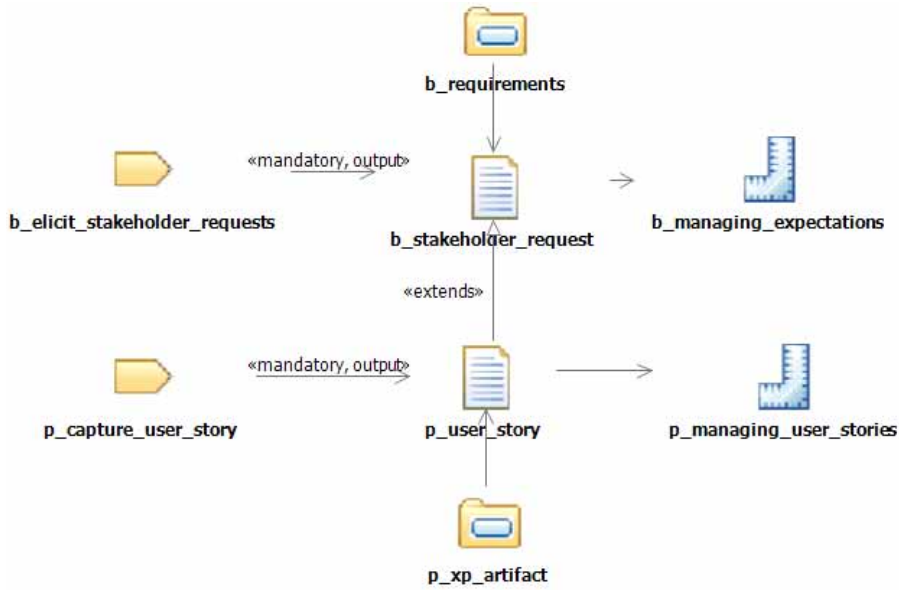 b_requirements
«mandatory, output»
b_elicit_stakeholder_requests
b_stakeholder_request
b_managing_expectations
«extends»
«mandatory, output»
p_capture_user_story
p_user_story
p_managing_user_stories
p_xp_artifact